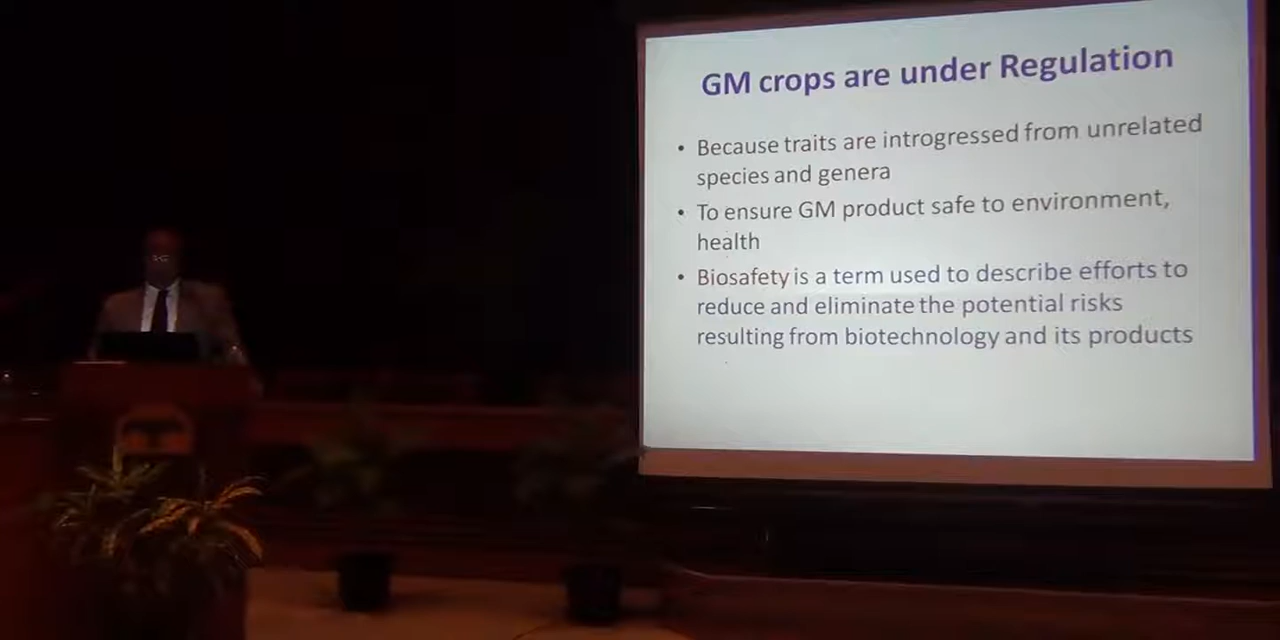 GM crops are under Regulation
• Because traits are introgressed from unrelated
species and genera
• To ensure GM product safe to environment,
health
• Biosafety is a term used to describe efforts to
reduce and eliminate the potential risks
resulting from biotechnology and its products